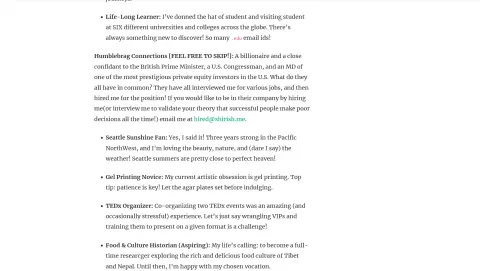 • Life-Long Learner: I've donned the hat of student and visiting student
at SIX different universities and colleges across the globe. There's
always something new to discover! So many .edu email ids!
Humblebrag Connections [FEEL FREE TO SKIP!]: A billionaire and a close
confidant to the British Prime Minister, a U.S. Congressman, and an MD of
one of the most prestigious private equity investors in the U.S. What do they
all have in common? They have all interviewed me for various jobs, and then
hired me for the position! If you would like to be in their company by hiring
me(or interview me to validate your theory that successful people make poor
decisions all the time!) email me at hired@shirish.me.
• Seattle Sunshine Fan: Yes, I said it! Three years strong in the Pacific
NorthWest, and I'm loving the beauty, nature, and (dare I say) the
weather! Seattle summers are pretty close to perfect heaven!
• Gel Printing Novice: My current artistic obsession is gel printing. Top
tip: patience is key! Let the agar plates set before indulging.
• TEDx Organizer: Co-organizing two TEDx events was an amazing (and
occasionally stressful) experience. Let's just say wrangling VIPs and
training them to present on a given format is a challenge!
• Food & Culture Historian (Aspiring): My life's calling: to become a full-
time researcger exploring the rich and delicious food culture of Tibet
and Nepal. Until then, I'm happy with my chosen vocation.